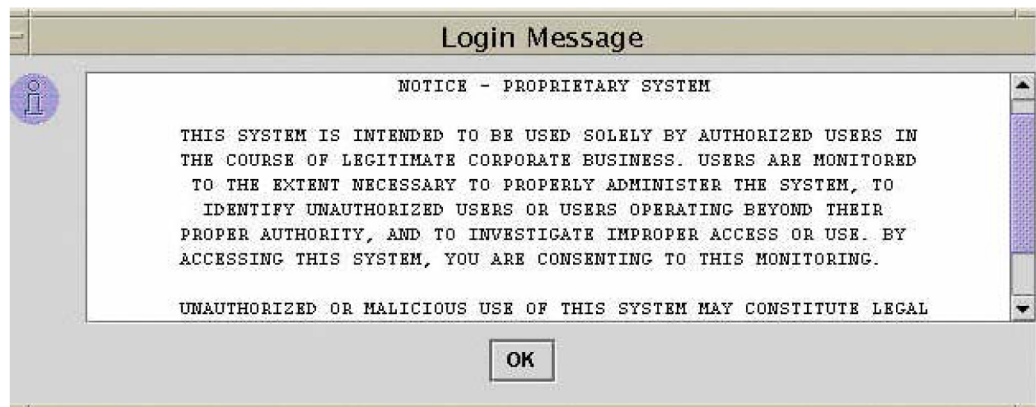 Login Message
NOTICE - PROPRIETARY SYSTEM
THIS SYSTEM IS INTENDED TO BE USED SOLELY BY AUTHORIZED USERS IN
THE COURSE OF LEGITIMATE CORPORATE BUSINESS. USERS ARE MONITORED
TO THE EXTENT NECESSARY TO PROPERLY ADMINISTER THE SYSTEM, TO
IDENTIFY UNAUTHORIZED USERS OR USERS OPERATING BEYOND THEIR
PROPER AUTHORITY, AND TO INVESTIGATE IMPROPER ACCESS OR USE. BY
ACCESSING THIS SYSTEM, YOU ARE CONSENTING TO THIS MONITORING.
UNAUTHORIZED OR MALICIOUS USE OF THIS SYSTEM MAY CONSTITUTE LEGAL
OK